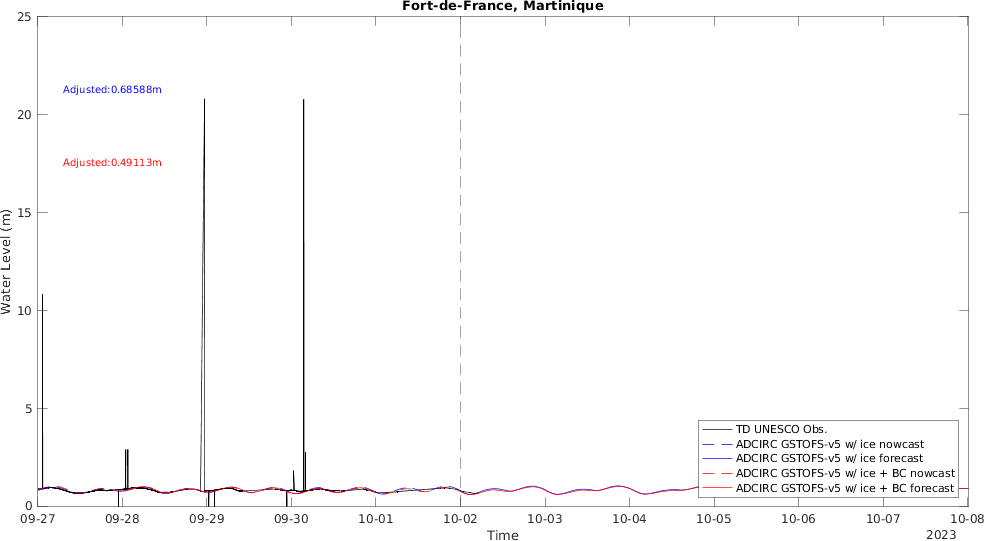 Fort-de-France, Martinique
25
20
15
10
5
0
Water Level (m)
Adjusted:0.68588m
Adjusted:0.49113m
TD UNESCO Obs.
ADCIRC GSTOFS-v5 w/ ice nowcast
ADCIRC GSTOFS-v5 w/ ice forecast
ADCIRC GSTOFS-v5 w/ ice + BC nowcast
ADCIRC GSTOFS-v5 w/ ice + BC forecast
09-27 09-28 09-29 09-30 10-01 10-02 10-03 10-04 10-05 10-06 10-07 10-08
Time
2023